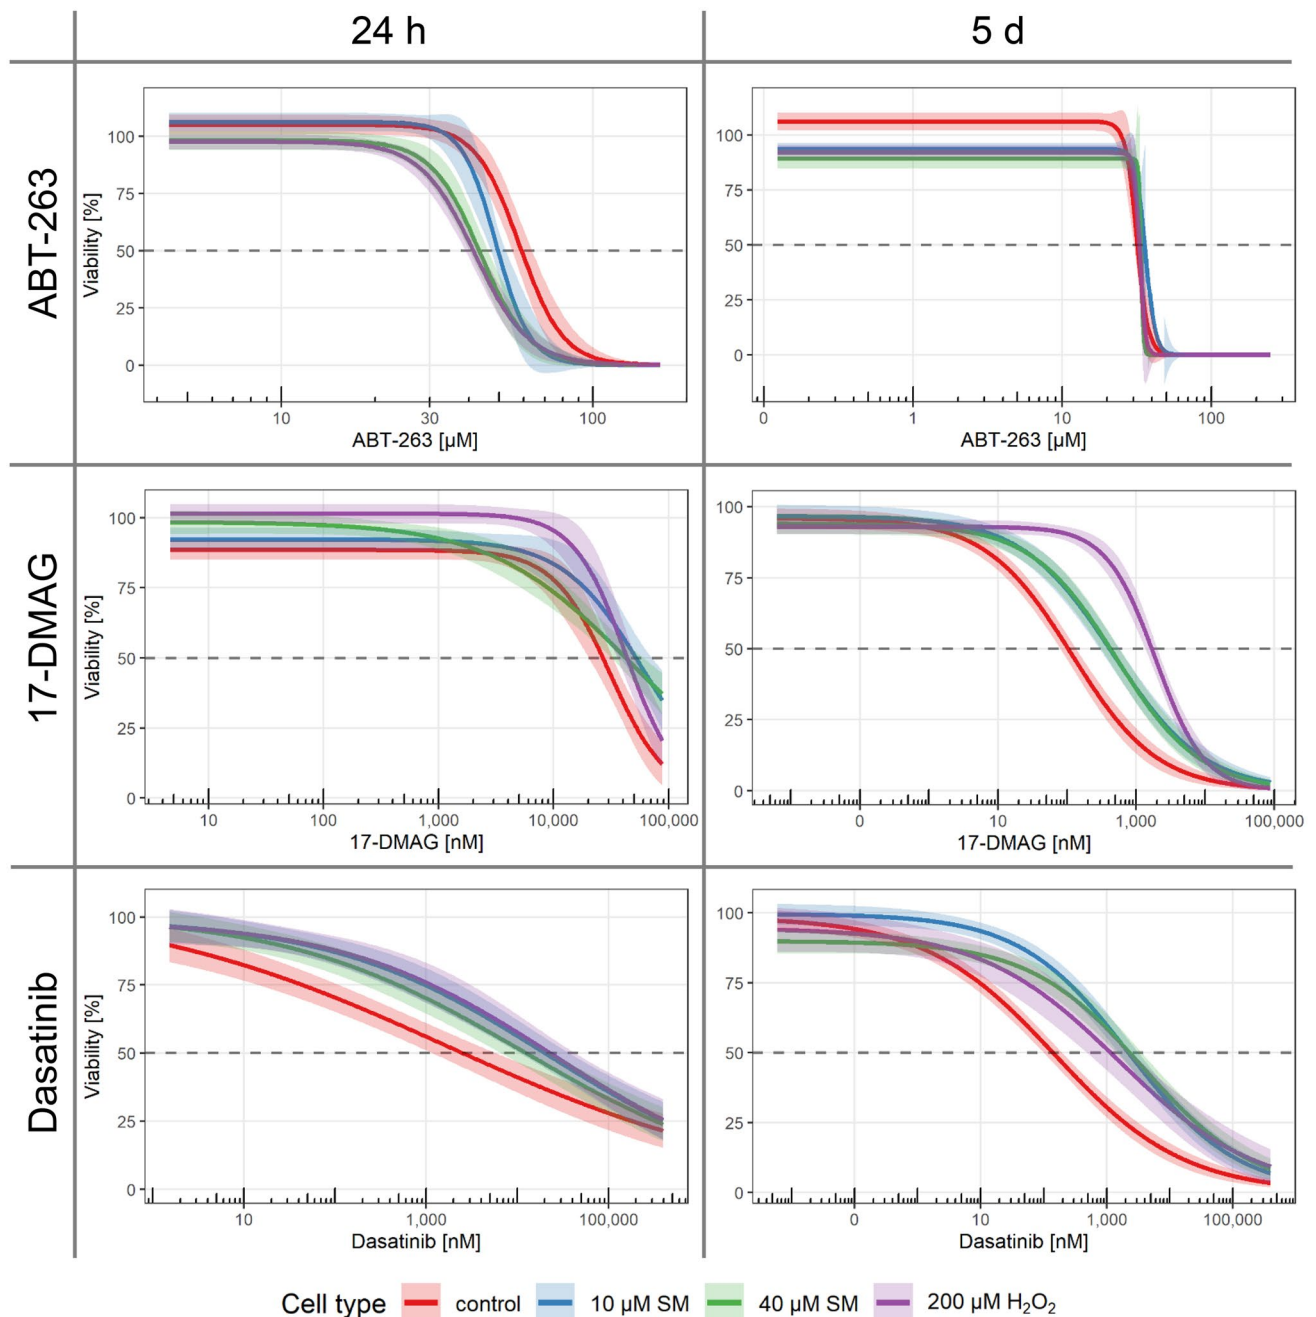 24 h 5 d
ABT-263
Viability [%]
100
75
50
25
0
10 30 100
ABT-263 [µM]
100
75
50
25
0
0 1 10 100
ABT-263 [µM]
17-DMAG
Viability [%]
100
75
50
25
0
10 100 1,000 10,000 100,000
17-DMAG [nM]
100
75
50
25
0
0 10 1,000 100,000
17-DMAG [nM]
Dasatinib
Viability [%]
100
75
50
25
0
10 1,000 100,000
Dasatinib [nM]
100
75
50
25
0
0 10 1,000 100,000
Dasatinib [nM]
Cell type control 10 µM SM 40 µM SM 200 µM H₂O₂